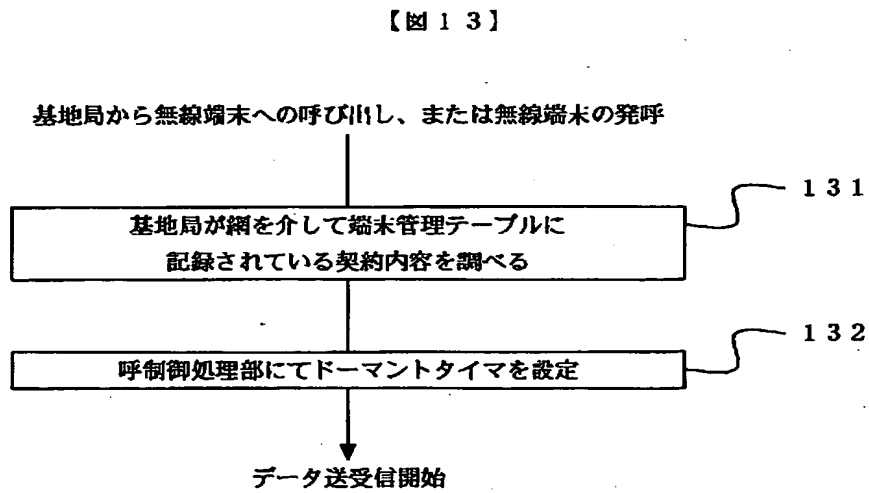 【図１３】
基地局から無線端末への呼び出し、または無線端末の発呼
１３１
基地局が網を介して端末管理テーブルに
記録されている契約内容を調べる
１３２
呼制御処理部にてドーマントタイマを設定
データ送受信開始